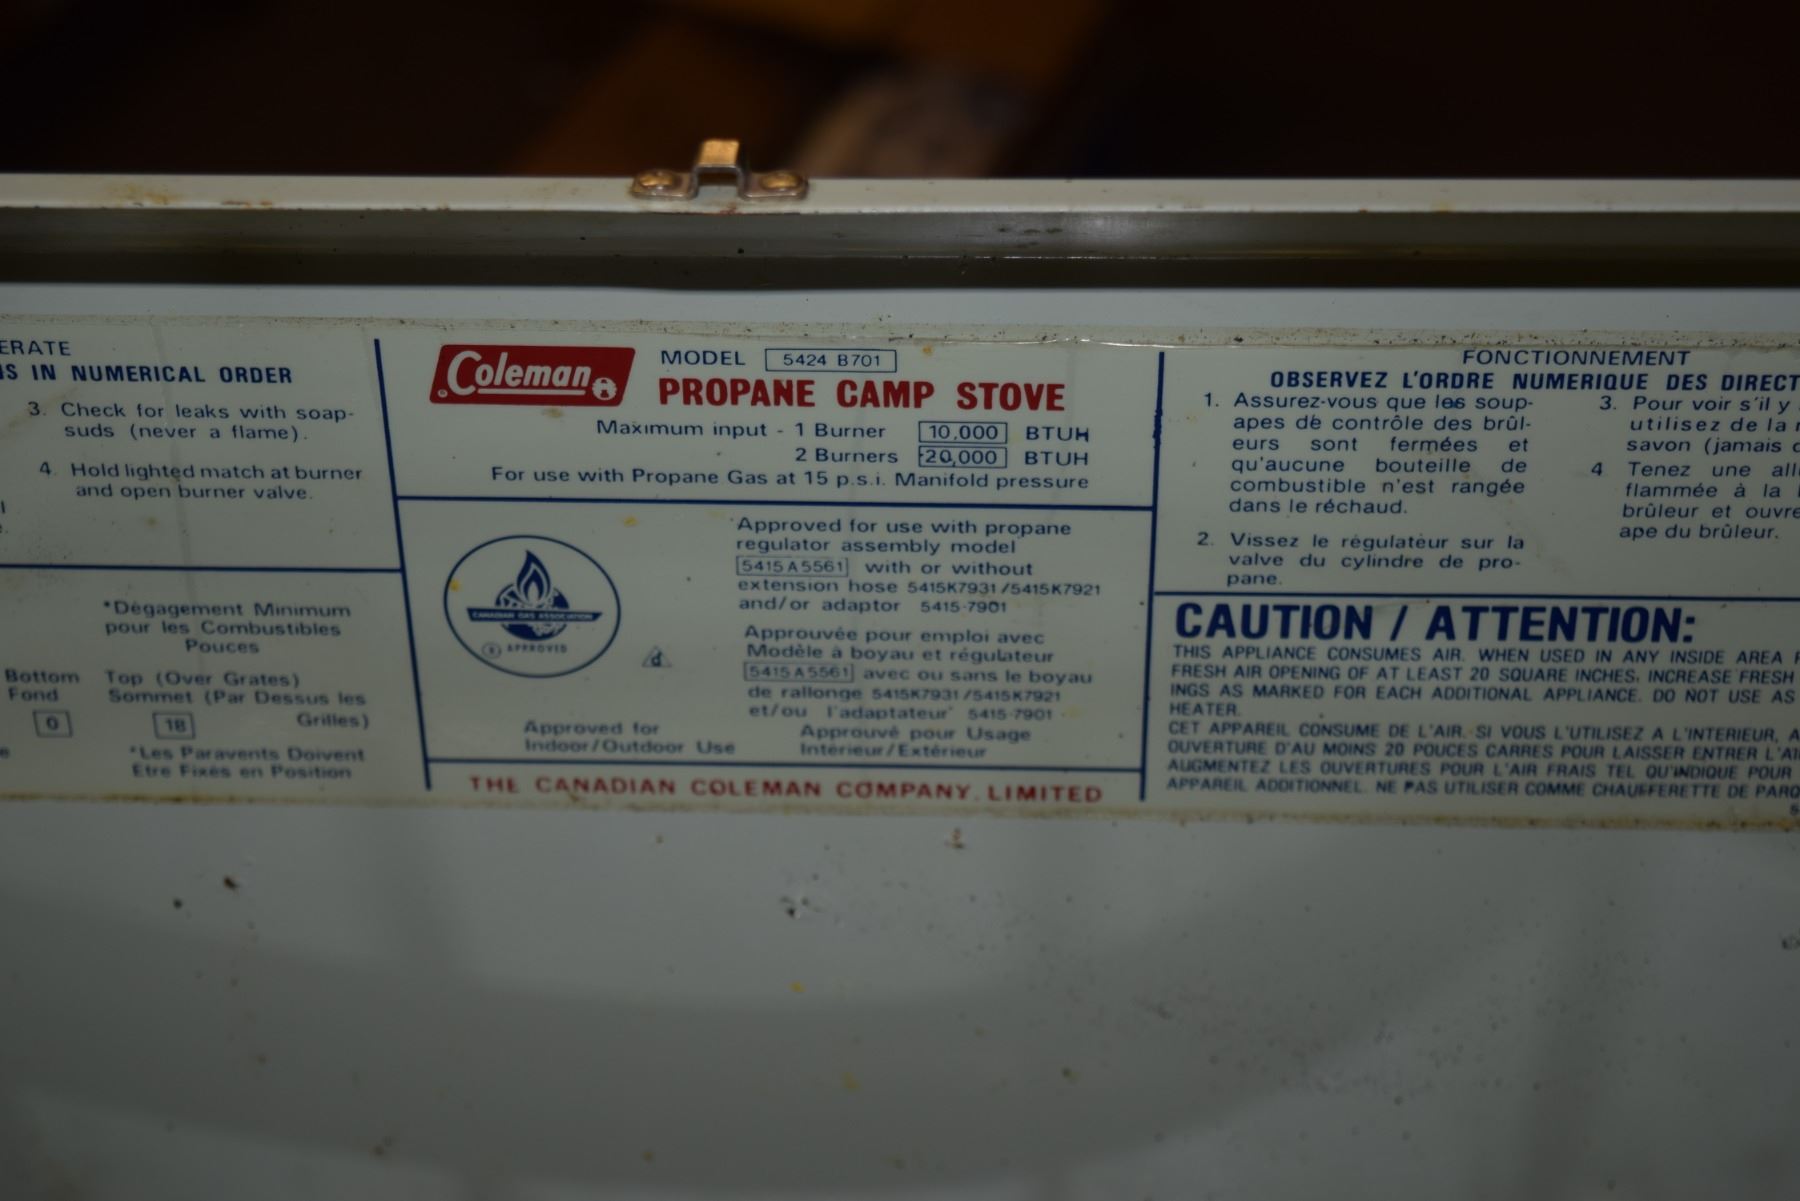 ERATE
S IN NUMERICAL ORDER
3. Check for leaks with soap-
suds (never a flame).
4. Hold lighted match at burner
and open burner valve.
*Dégagement Minimum
pour les Combustibles
Pouces
Bottom
Fond
0
Top (Over Grates)
Sommet (Par Dessus les
Grilles)
18
*Les Paravents Doivent
Etre Fixés en Position
Coleman
MODEL 5424 B701
PROPANE CAMP STOVE
Maximum input - 1 Burner 10,000 BTUH
2 Burners 20,000 BTUH
For use with Propane Gas at 15 p.s.i. Manifold pressure
CANADIAN GAS ASSOCIATION
APPROVED
Approved for use with propane
regulator assembly model
5415A5561 with or without
extension hose 5415K7931/5415K7921
and/or adaptor 5415-7901
Approuvée pour emploi avec
Modèle à boyau et régulateur
5415A5561 avec ou sans le boyau
de rallonge 5415K7931/5415K7921
et/ou l'adaptateur 5415-7901
Approved for
Indoor/Outdoor Use
Approuvé pour Usage
Intérieur/Extérieur
THE CANADIAN COLEMAN COMPANY, LIMITED
FONCTIONNEMENT
OBSERVEZ L'ORDRE NUMERIQUE DES DIRECT
1. Assurez-vous que les soup-
apes de contrôle des brûl-
eurs sont fermées et
qu'aucune bouteille de
combustible n'est rangée
dans le réchaud.
2. Vissez le régulateur sur la
valve du cylindre de pro-
pane.
3. Pour voir s'il y
utilisez de la
savon (jamais
4. Tenez une all
flammée à la
brûleur et ouvre
ape du brûleur.
CAUTION / ATTENTION:
THIS APPLIANCE CONSUMES AIR. WHEN USED IN ANY INSIDE AREA
FRESH AIR OPENING OF AT LEAST 20 SQUARE INCHES. INCREASE FRESH
INGS AS MARKED FOR EACH ADDITIONAL APPLIANCE. DO NOT USE AS
HEATER.
CET APPAREIL CONSUME DE L'AIR. SI VOUS L'UTILISEZ A L'INTERIEUR, A
OUVERTURE D'AU MOINS 20 POUCES CARRES POUR LAISSER ENTRER L'AI
AUGMENTEZ LES OUVERTURES POUR L'AIR FRAIS TEL QU'INDIQUE POUR
APPAREIL ADDITIONNEL. NE PAS UTILISER COMME CHAUFFERETTE DE PARC